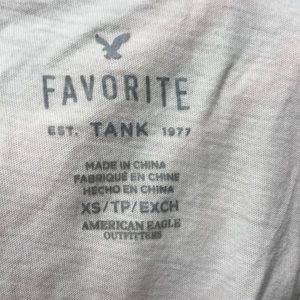 FAVORITE
EST. TANK 1977
MADE IN CHINA
FABRIQUÉ EN CHINE
HECHO EN CHINA
XS/TP/EXCH
AMERICAN EAGLE
OUTFITTERS